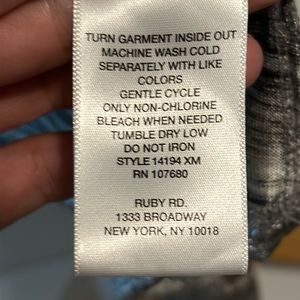 TURN GARMENT INSIDE OUT
MACHINE WASH COLD
SEPARATELY WITH LIKE
COLORS
GENTLE CYCLE
ONLY NON-CHLORINE
BLEACH WHEN NEEDED
TUMBLE DRY LOW
DO NOT IRON
STYLE 14194 XM
RN 107680
RUBY RD.
1333 BROADWAY
NEW YORK, NY 10018